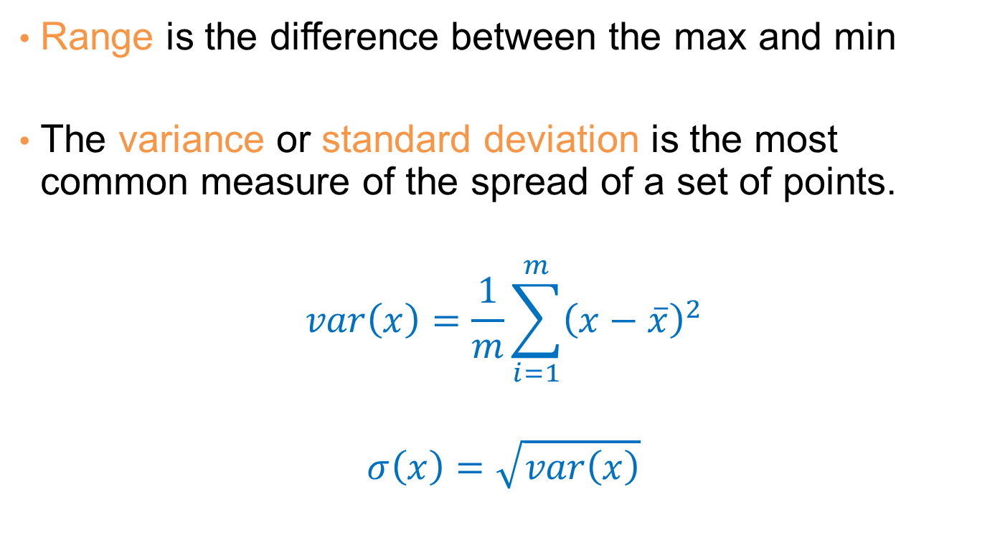 • Range is the difference between the max and min
• The variance or standard deviation is the most
common measure of the spread of a set of points.
var(x) = \frac{1}{m} \sum_{i=1}^{m} (x - \bar{x})^2
σ(x) = \sqrt{var(x)}